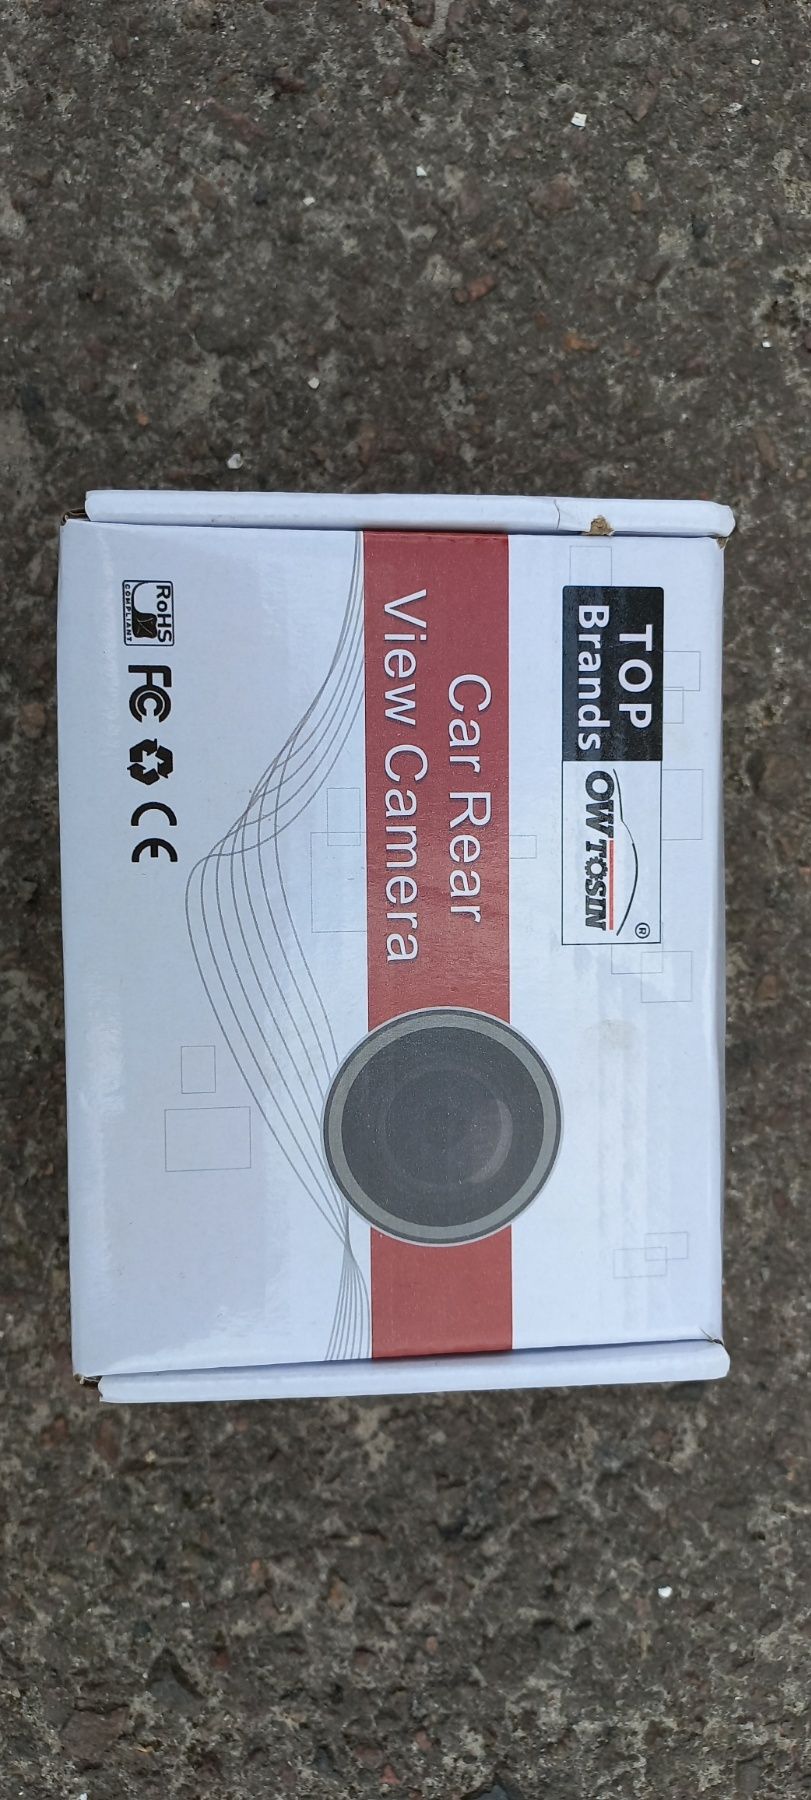 TOP
Brands
OWTOSIN
®
Car Rear
View Camera
RoHS
COMPLIANT
FC
CE